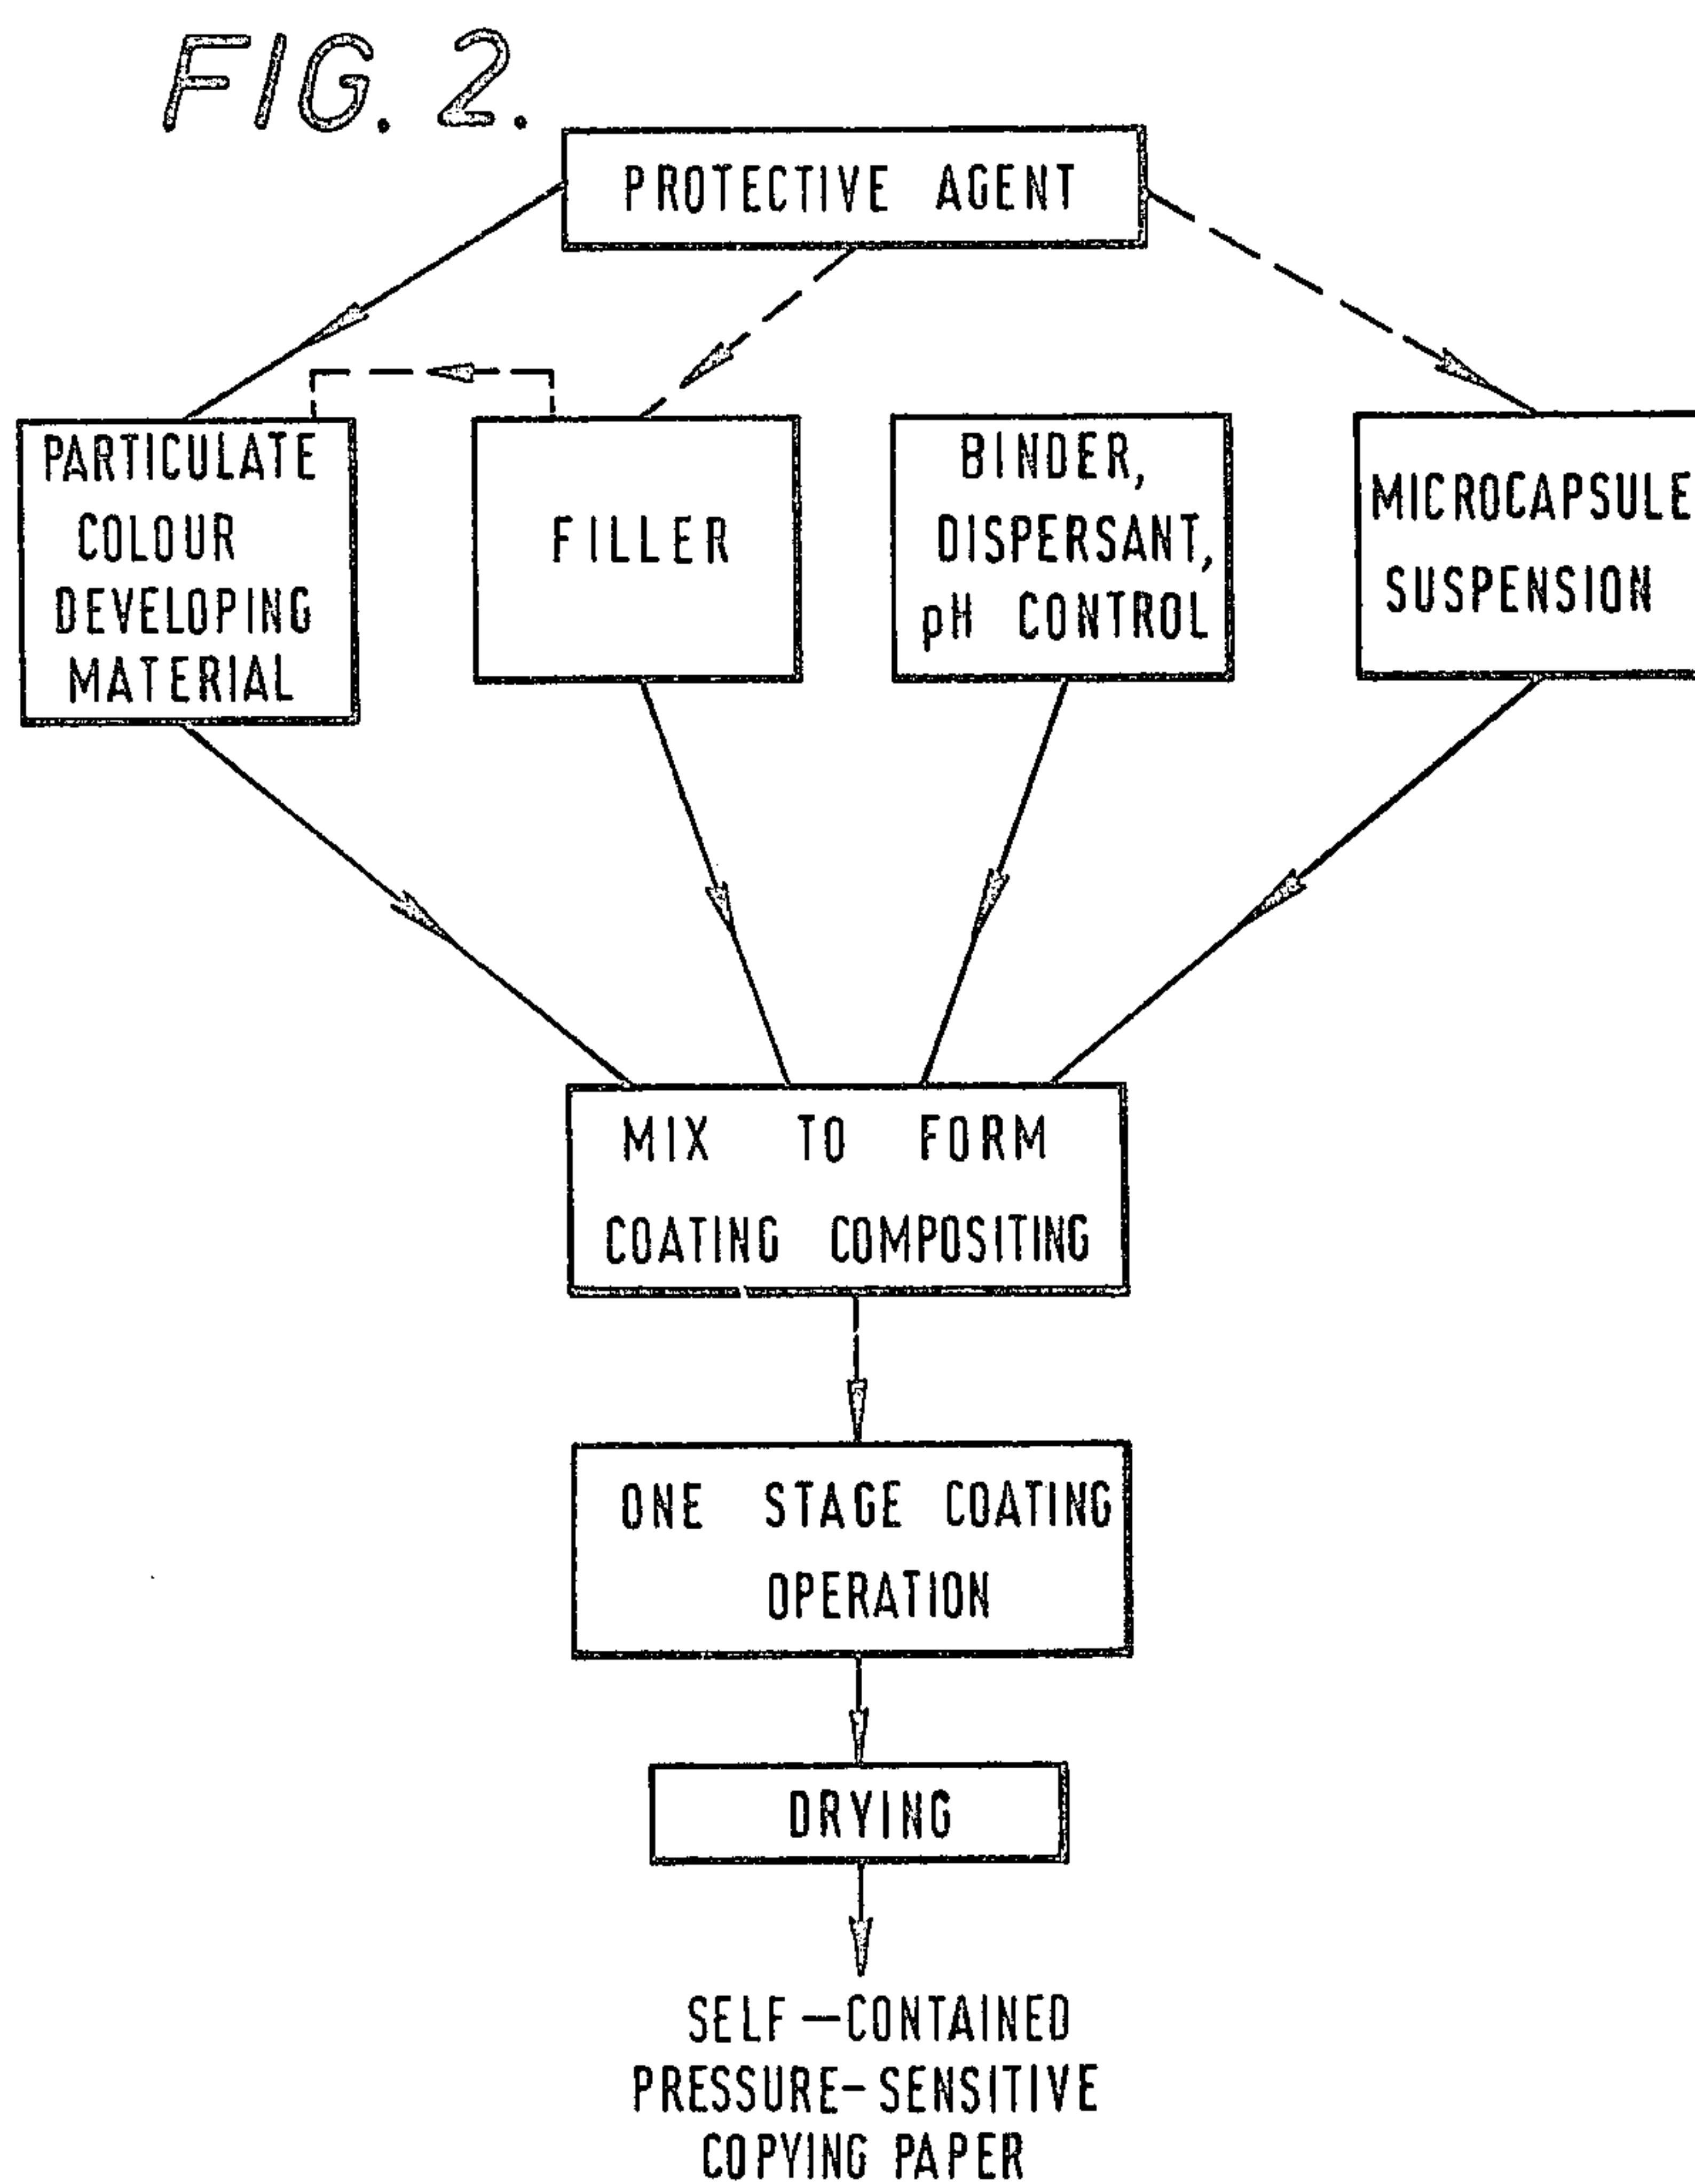 FIG. 2.
PROTECTIVE AGENT
PARTICULATE
COLOUR
DEVELOPING
MATERIAL
FILLER
BINDER,
DISPERSANT,
pH CONTROL
MICROCAPSULE
SUSPENSION
MIX TO FORM
COATING COMPOSITING
ONE STAGE COATING
OPERATION
DRYING
SELF-CONTAINED
PRESSURE-SENSITIVE
COPYING PAPER